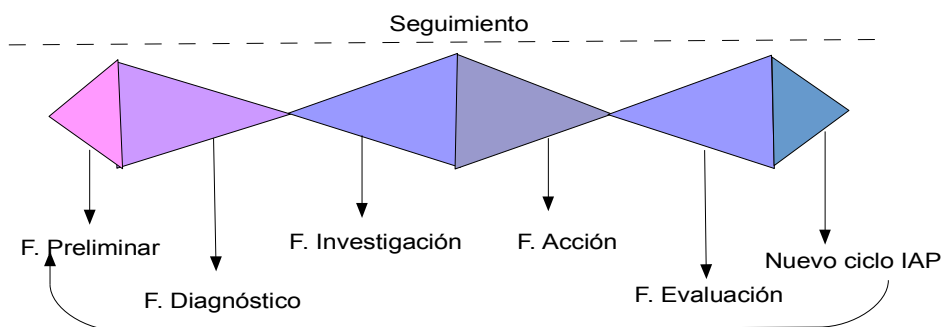 Seguimiento
F. Preliminar
F. Investigación
F. Acción
Nuevo ciclo IAP
F. Diagnóstico
F. Evaluación